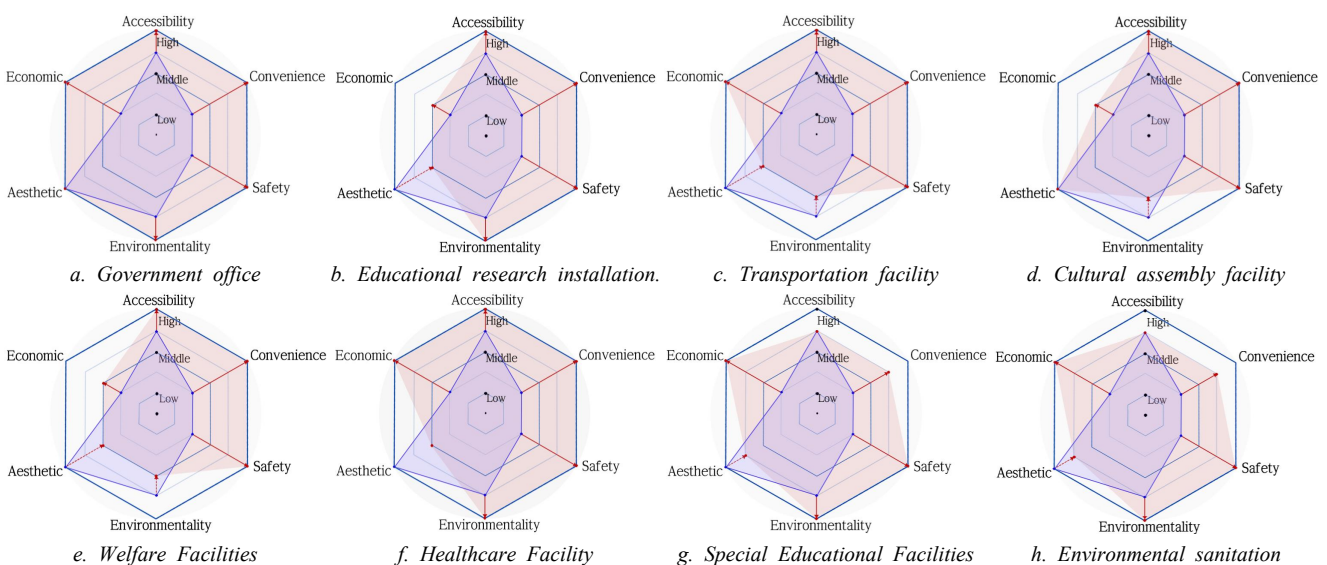 Accessibility
High
Economic
Convenience
Middle
Low
Aesthetic
Safety
Environmentality
a. Government office
Accessibility
High
Economic
Convenience
Middle
Low
Aesthetic
Safety
Environmentality
b. Educational research installation.
Accessibility
High
Economic
Convenience
Middle
Low
Aesthetic
Safety
Environmentality
c. Transportation facility
Accessibility
High
Economic
Convenience
Middle
Low
Aesthetic
Safety
Environmentality
d. Cultural assembly facility
Accessibility
High
Economic
Convenience
Middle
Low
Aesthetic
Safety
Environmentality
e. Welfare Facilities
Accessibility
High
Economic
Convenience
Middle
Low
Aesthetic
Safety
Environmentality
f. Healthcare Facility
Accessibility
High
Economic
Convenience
Middle
Low
Aesthetic
Safety
Environmentality
g. Special Educational Facilities
Accessibility
High
Economic
Convenience
Middle
Low
Aesthetic
Safety
Environmentality
h. Environmental sanitation